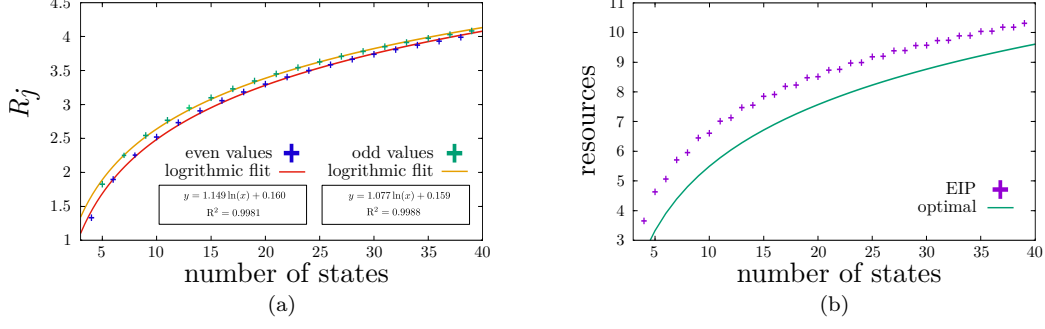 4.5
4
3.5
3
2.5
2
1.5
1
R_j
even values
odd values
logrithmic flit
logrithmic flit
y = 1.149 ln(x) + 0.160
R² = 0.9981
y = 1.077 ln(x) + 0.159
R² = 0.9988
5 10 15 20 25 30 35 40
number of states
(a)
11
10
9
8
7
6
5
4
3
resources
EIP
optimal
5 10 15 20 25 30 35 40
number of states
(b)